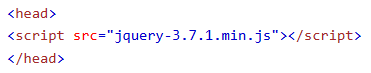 <head>
<script src="jquery-3.7.1.min.js"></script>
</head>